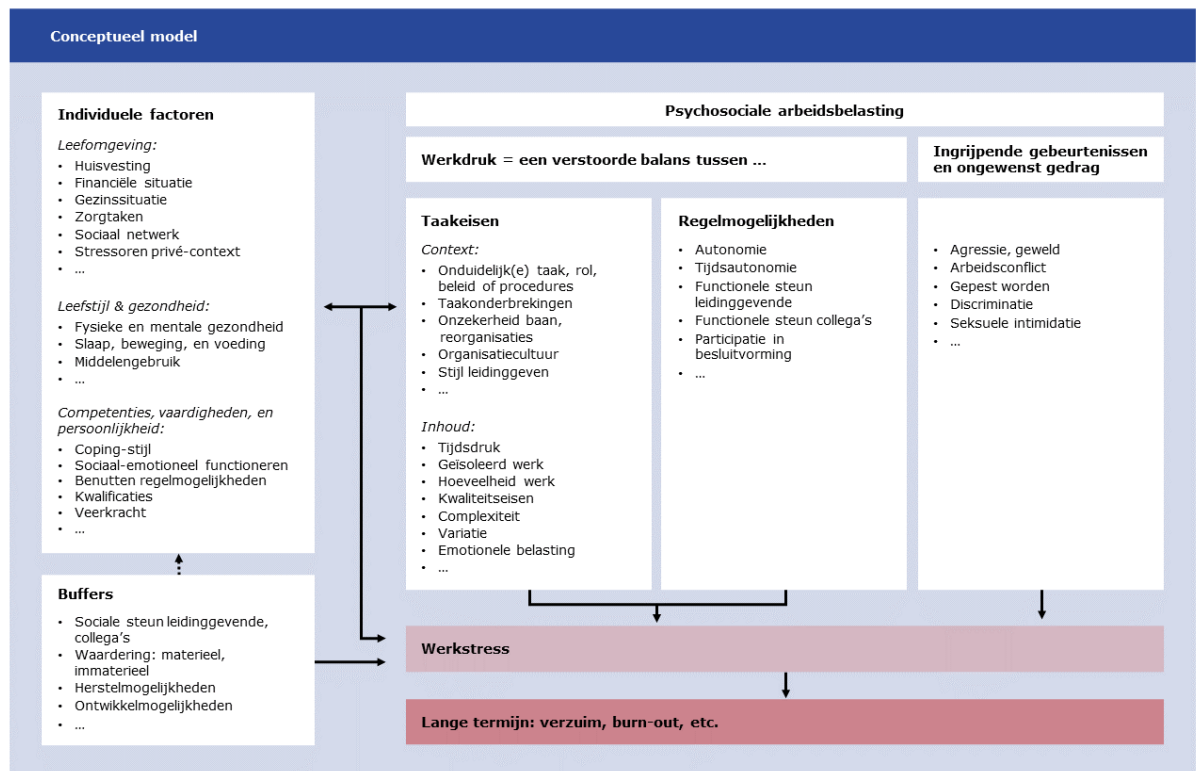 Conceptueel model
Individuele factoren
Leefomgeving:
• Huisvesting
• Financiële situatie
• Gezinssituatie
• Zorgtaken
• Sociaal netwerk
• Stressoren privé-context
• ...
Leefstijl & gezondheid:
• Fysieke en mentale gezondheid
• Slaap, beweging, en voeding
• Middelengebruik
• ...
Competenties, vaardigheden, en
persoonlijkheid:
• Coping-stijl
• Sociaal-emotioneel functioneren
• Benutten regelmogelijkheden
• Kwalificaties
• Veerkracht
• ...
Buffers
• Sociale steun leidinggevende,
collega's
• Waardering: materieel,
immaterieel
• Herstelmogelijkheden
• Ontwikkelmogelijkheden
• ...
Psychosociale arbeidsbelasting
Werkdruk = een verstoorde balans tussen ...
Taakeisen
Context:
• Onduidelijk(e) taak, rol,
beleid of procedures
• Taakonderbrekingen
• Onzekerheid baan,
reorganisaties
• Organisatiecultuur
• Stijl leidinggeven
• ...
Inhoud:
• Tijdsdruk
• Geïsoleerd werk
• Hoeveelheid werk
• Kwaliteitseisen
• Complexiteit
• Variatie
• Emotionele belasting
• ...
Regelmogelijkheden
• Autonomie
• Tijdsautonomie
• Functionele steun
leidinggevende
• Functionele steun collega's
• Participatie in
besluitvorming
• ...
Ingrijpende gebeurtenissen
en ongewenst gedrag
• Agressie, geweld
• Arbeidsconflict
• Gepest worden
• Discriminatie
• Seksuele intimidatie
• ...
Werkstress
Lange termijn: verzuim, burn-out, etc.